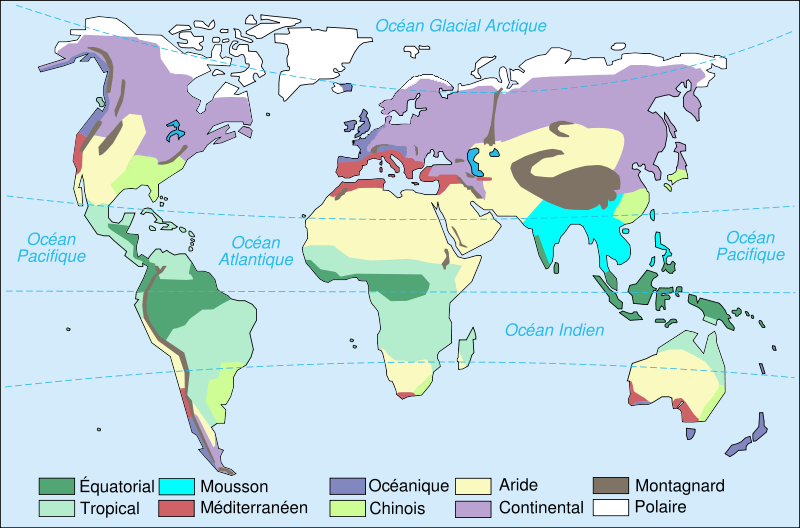 Océan Glacial Arctique
Océan
Pacifique
Océan
Atlantique
Océan
Pacifique
Océan Indien
Équatorial
Mousson
Océanique
Aride
Montagnard
Tropical
Méditerranéen
Chinois
Continental
Polaire